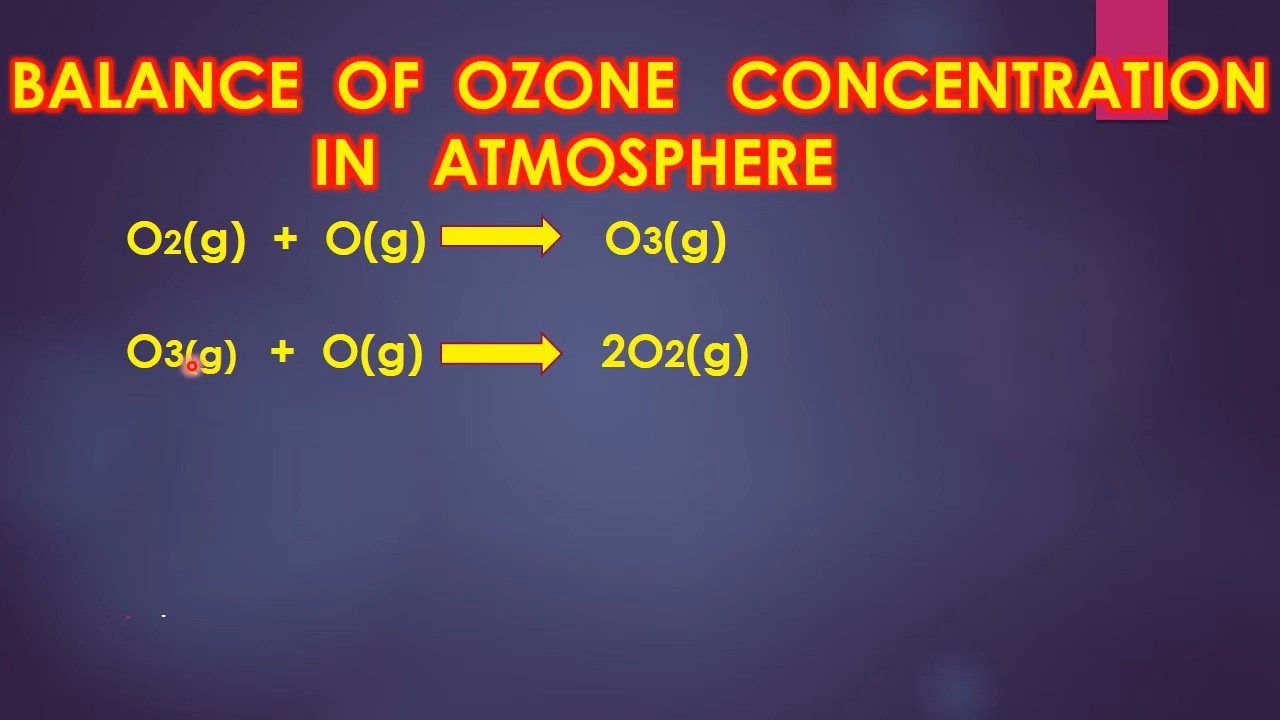 BALANCE OF OZONE CONCENTRATION
IN ATMOSPHERE
O2(g) + O(g) O3(g)
O3(g) + O(g) 2O2(g)